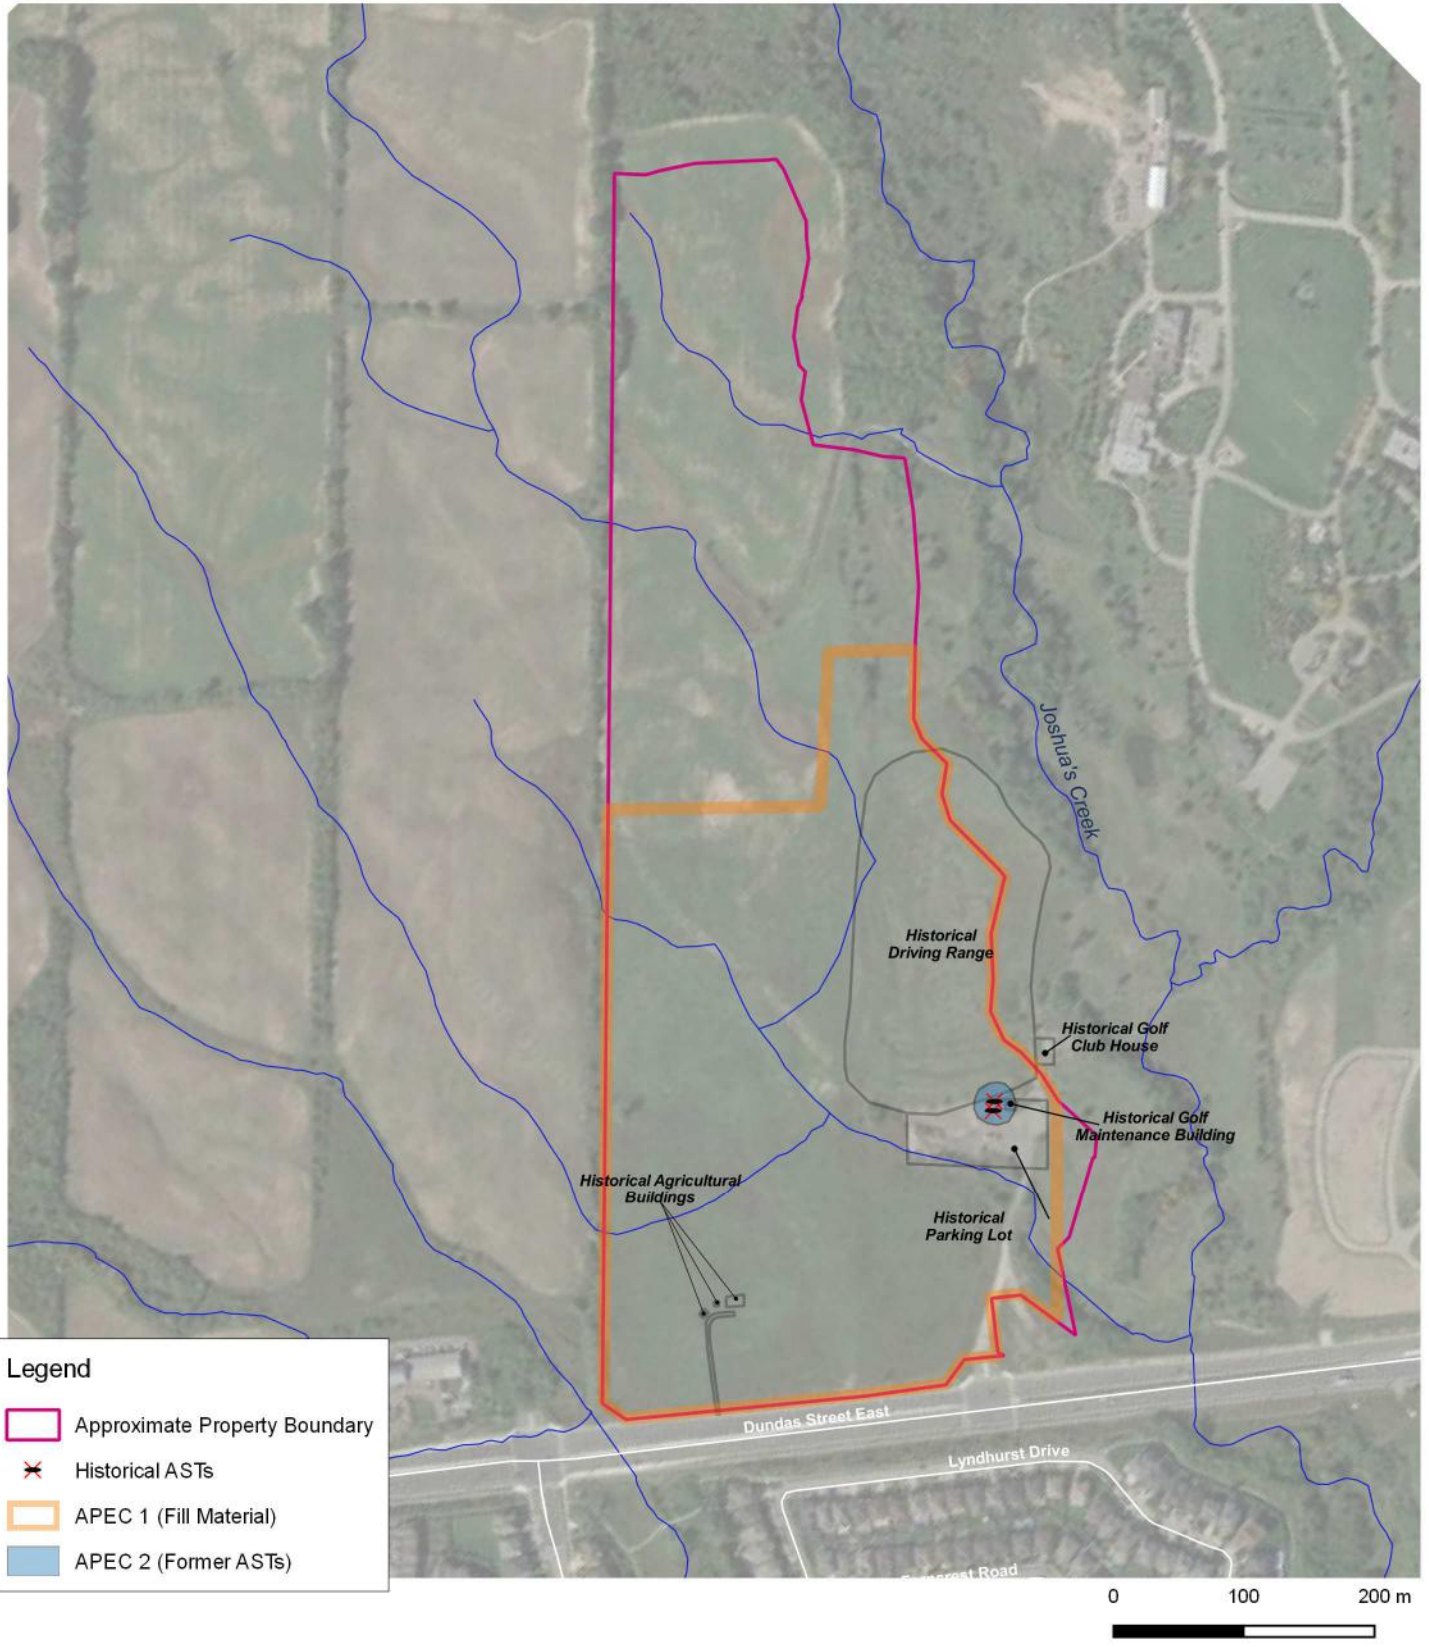 Joshua's Creek
Historical
Driving Range
Historical Golf
Club House
Historical Golf
Maintenance Building
Historical Agricultural
Buildings
Historical
Parking Lot
Dundas Street East
Lyndhurst Drive
Road
Legend
Approximate Property Boundary
Historical ASTs
APEC 1 (Fill Material)
APEC 2 (Former ASTs)
0 100 200 m